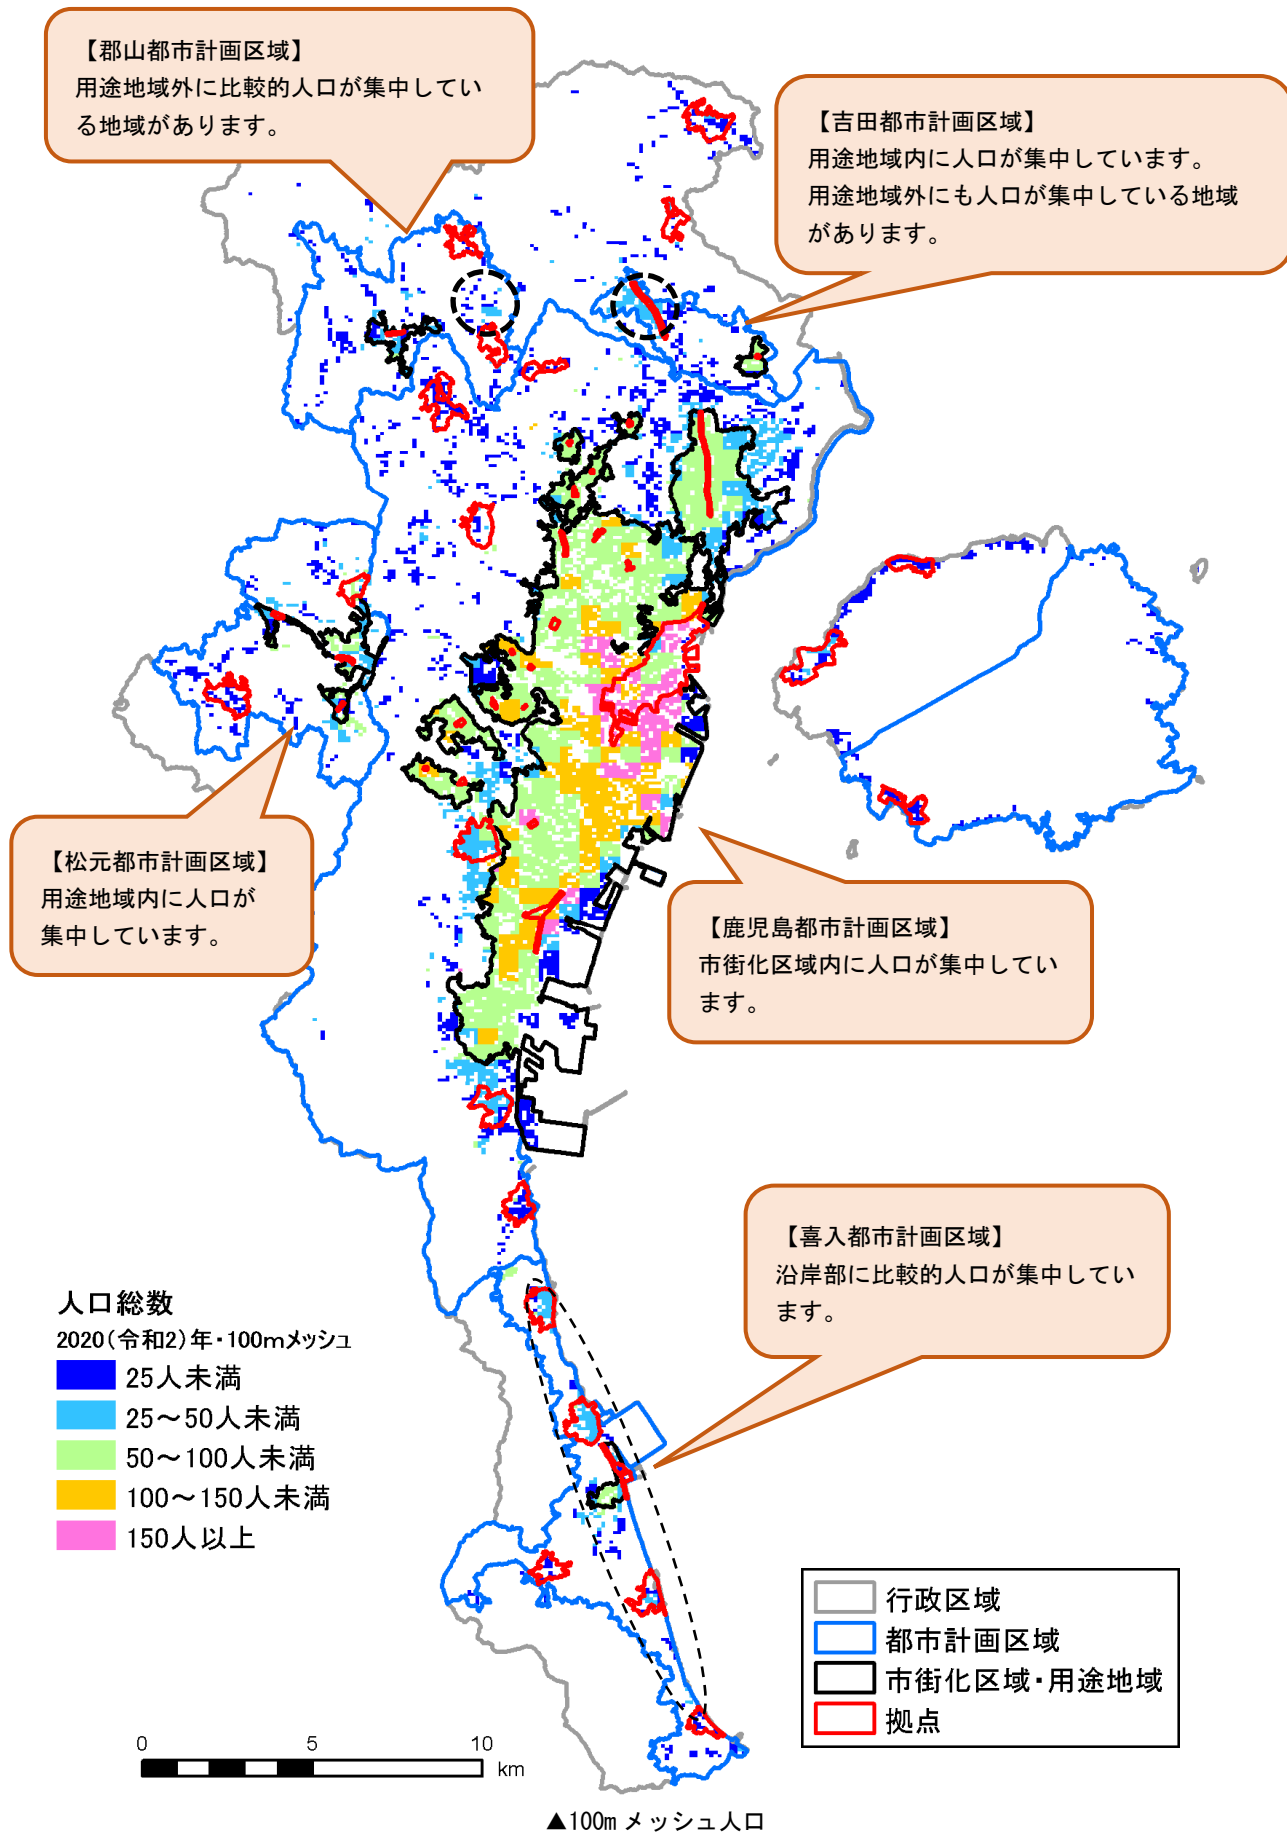 【郡山都市計画区域】
用途地域外に比較的人口が集中してい
る地域があります。
【吉田都市計画区域】
用途地域内に人口が集中しています。
用途地域外にも人口が集中している地域
があります。
【松元都市計画区域】
用途地域内に人口が
集中しています。
【鹿児島都市計画区域】
市街化区域内に人口が集中してい
ます。
【喜入都市計画区域】
沿岸部に比較的人口が集中してい
ます。
人口総数
2020(令和2)年・100mメッシュ
25人未満
25～50人未満
50～100人未満
100～150人未満
150人以上
行政区域
都市計画区域
市街化区域・用途地域
拠点
0 5 10
km
▲100m メッシュ人口